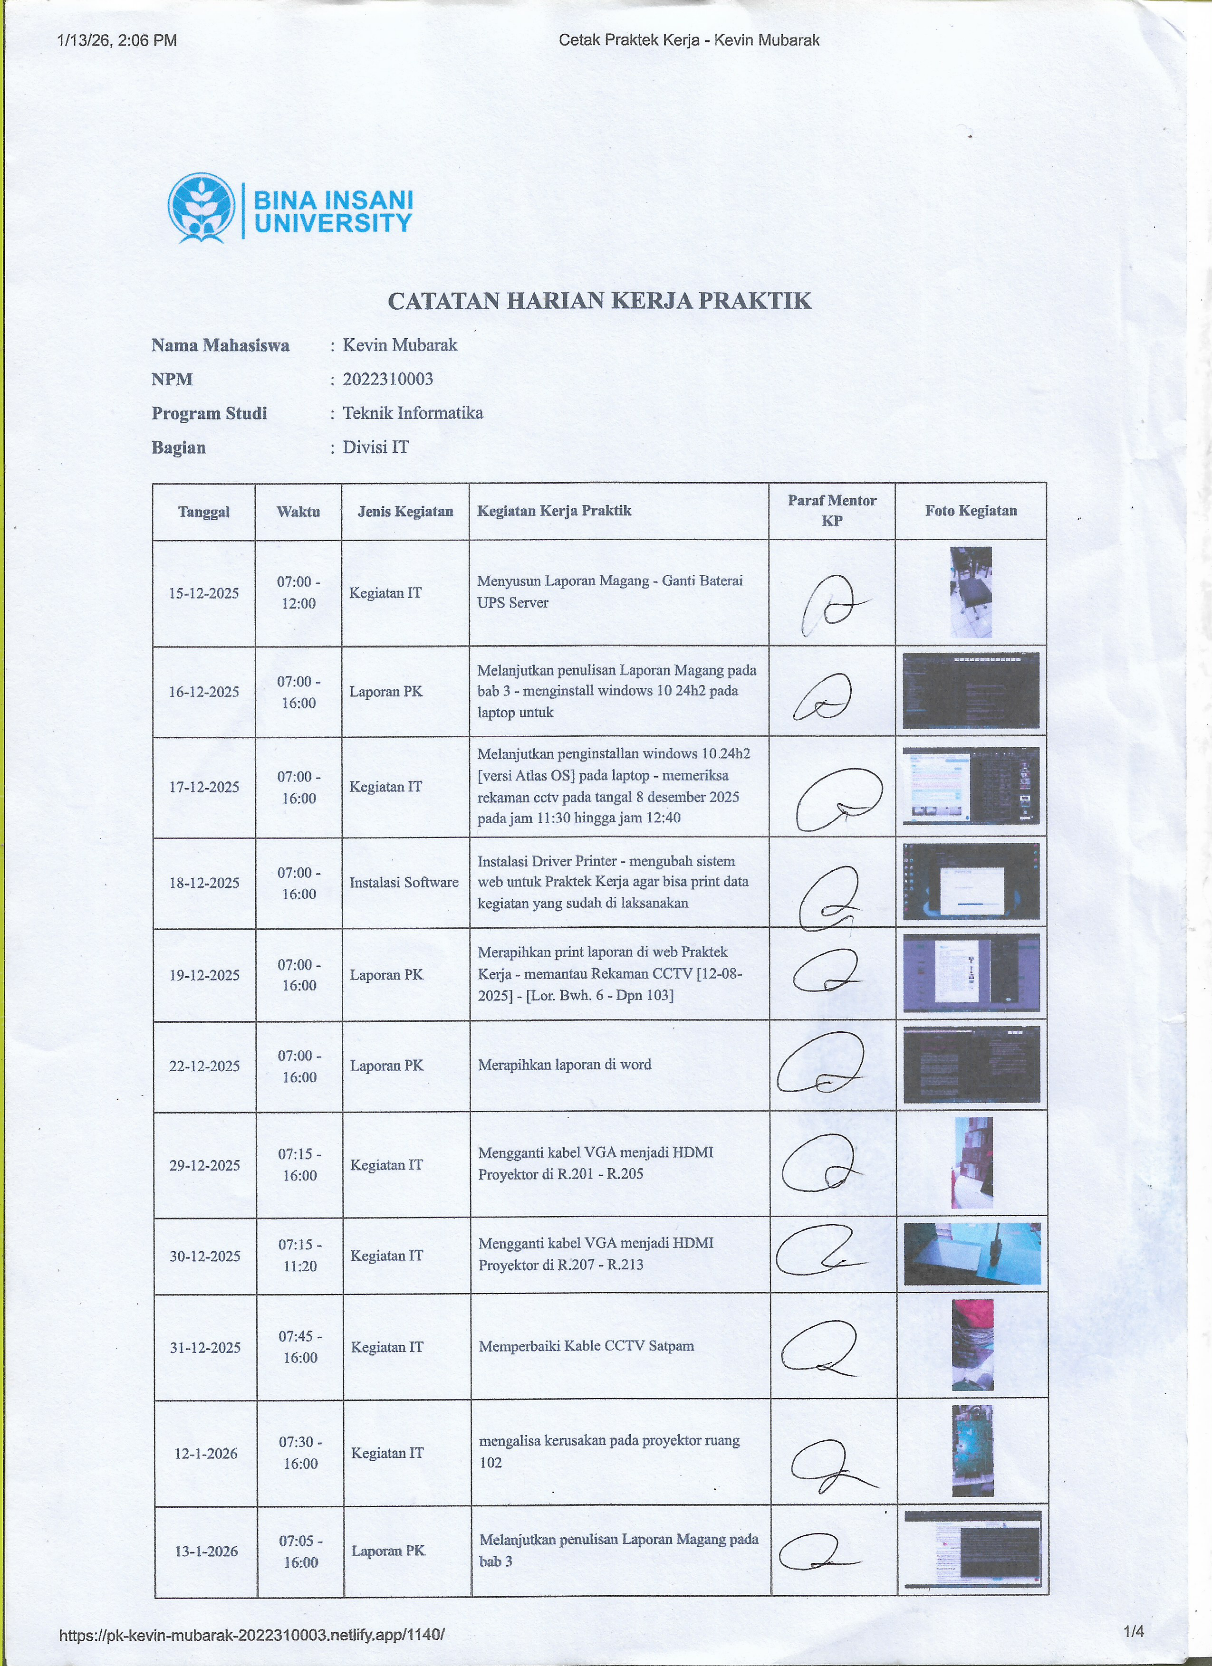 1/13/26, 2:06 PM
Cetak Praktek Kerja - Kevin Mubarak
BINA INSANI
UNIVERSITY
CATATAN HARIAN KERJA PRAKTIK
Nama Mahasiswa : Kevin Mubarak
NPM : 2022310003
Program Studi : Teknik Informatika
Bagian : Divisi IT
Tanggal Waktu Jenis Kegiatan Kegiatan Kerja Praktik Paraf Mentor KP Foto Kegiatan
15-12-2025
07:00 -
12:00
Kegiatan IT
Menyusun Laporan Magang - Ganti Baterai
UPS Server
16-12-2025
07:00 -
16:00
Laporan PK
Melanjutkan penulisan Laporan Magang pada
bab 3 - menginstall windows 10 24h2 pada
laptop untuk
17-12-2025
07:00 -
16:00
Kegiatan IT
Melanjutkan penginstallan windows 10 24h2
[versi Atlas OS] pada laptop - memeriksa
rekaman cctv pada tangal 8 desember 2025
pada jam 11:30 hingga jam 12:40
18-12-2025
07:00 -
16:00
Instalasi Software
Instalasi Driver Printer - mengubah sistem
web untuk Praktek Kerja agar bisa print data
kegiatan yang sudah di laksanakan
19-12-2025
07:00 -
16:00
Laporan PK
Merapihkan print laporan di web Praktek
Kerja - memantau Rekaman CCTV [12-08-
2025] - [Lor. Bwh. 6 - Dpn 103]
22-12-2025
07:00 -
16:00
Laporan PK
Merapihkan laporan di word
29-12-2025
07:15 -
16:00
Kegiatan IT
Mengganti kabel VGA menjadi HDMI
Proyektor di R.201 - R.205
30-12-2025
07:15 -
11:20
Kegiatan IT
Mengganti kabel VGA menjadi HDMI
Proyektor di R.207 - R.213
31-12-2025
07:45 -
16:00
Kegiatan IT
Memperbaiki Kable CCTV Satpam
12-1-2026
07:30 -
16:00
Kegiatan IT
mengalisa kerusakan pada proyektor ruang
102
13-1-2026
07:05 -
16:00
Laporan PK
Melanjutkan penulisan Laporan Magang pada
bab 3
https://pk-kevin-mubarak-2022310003.netlify.app/1140/
1/4